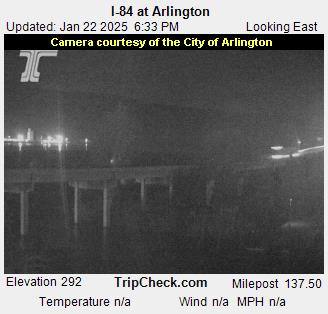 I-84 at Arlington
Updated: Jan 22 2025 6:33 PM Looking East
Camera courtesy of the City of Arlington
Elevation 292 TripCheck.com Milepost 137.50
Temperature n/a Wind n/a MPH n/a